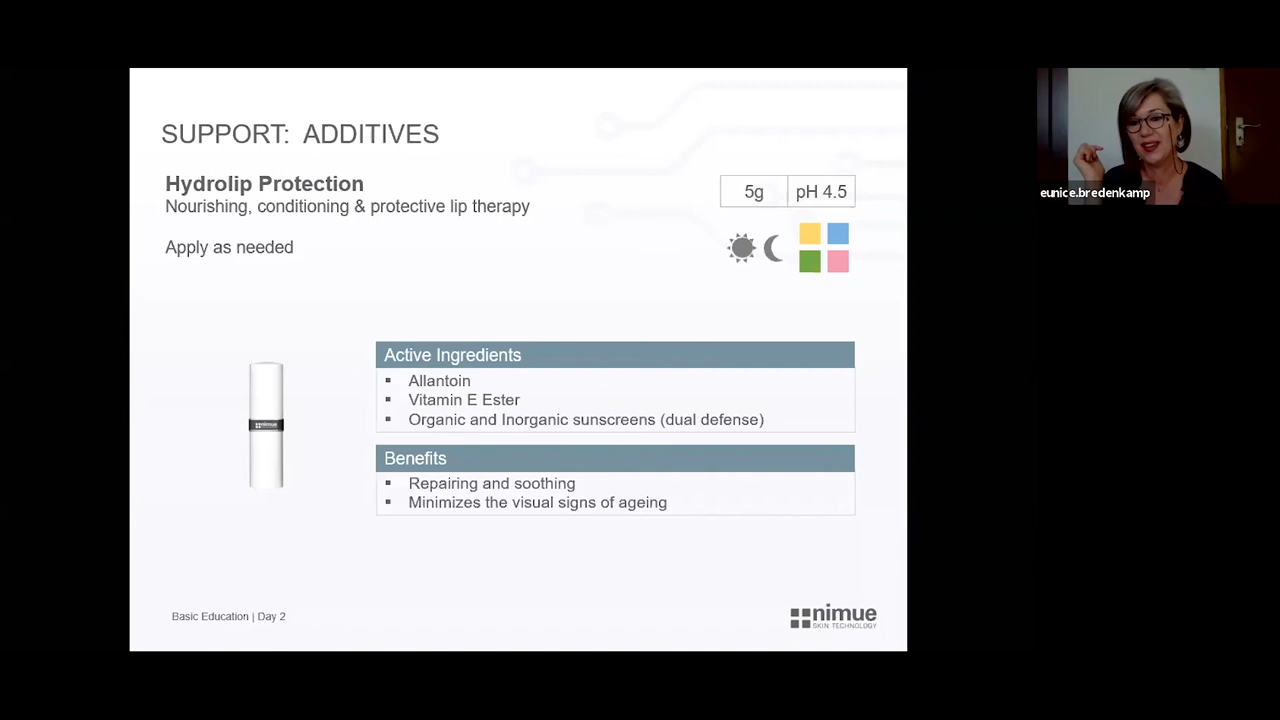 SUPPORT: ADDITIVES
Hydrolip Protection
Nourishing, conditioning & protective lip therapy
Apply as needed
5g
pH 4.5
nimue
Active Ingredients
▪ Allantoin
▪ Vitamin E Ester
▪ Organic and Inorganic sunscreens (dual defense)
Benefits
▪ Repairing and soothing
▪ Minimizes the visual signs of ageing
Basic Education | Day 2
nimue
SKIN TECHNOLOGY
eunice.bredenkamp